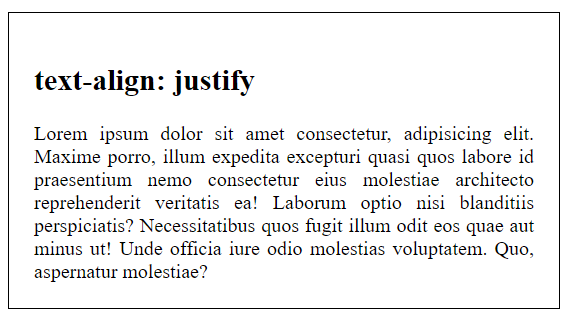 text-align: justify
Lorem ipsum dolor sit amet consectetur, adipisicing elit.
Maxime porro, illum expedita excepturi quasi quos labore id
praesentium nemo consectetur eius molestiae architecto
reprehenderit veritatis ea! Laborum optio nisi blanditiis
perspiciatis? Necessitatibus quos fugit illum odit eos quae aut
minus ut! Unde officia iure odio molestias voluptatem. Quo,
aspernatur molestiae?